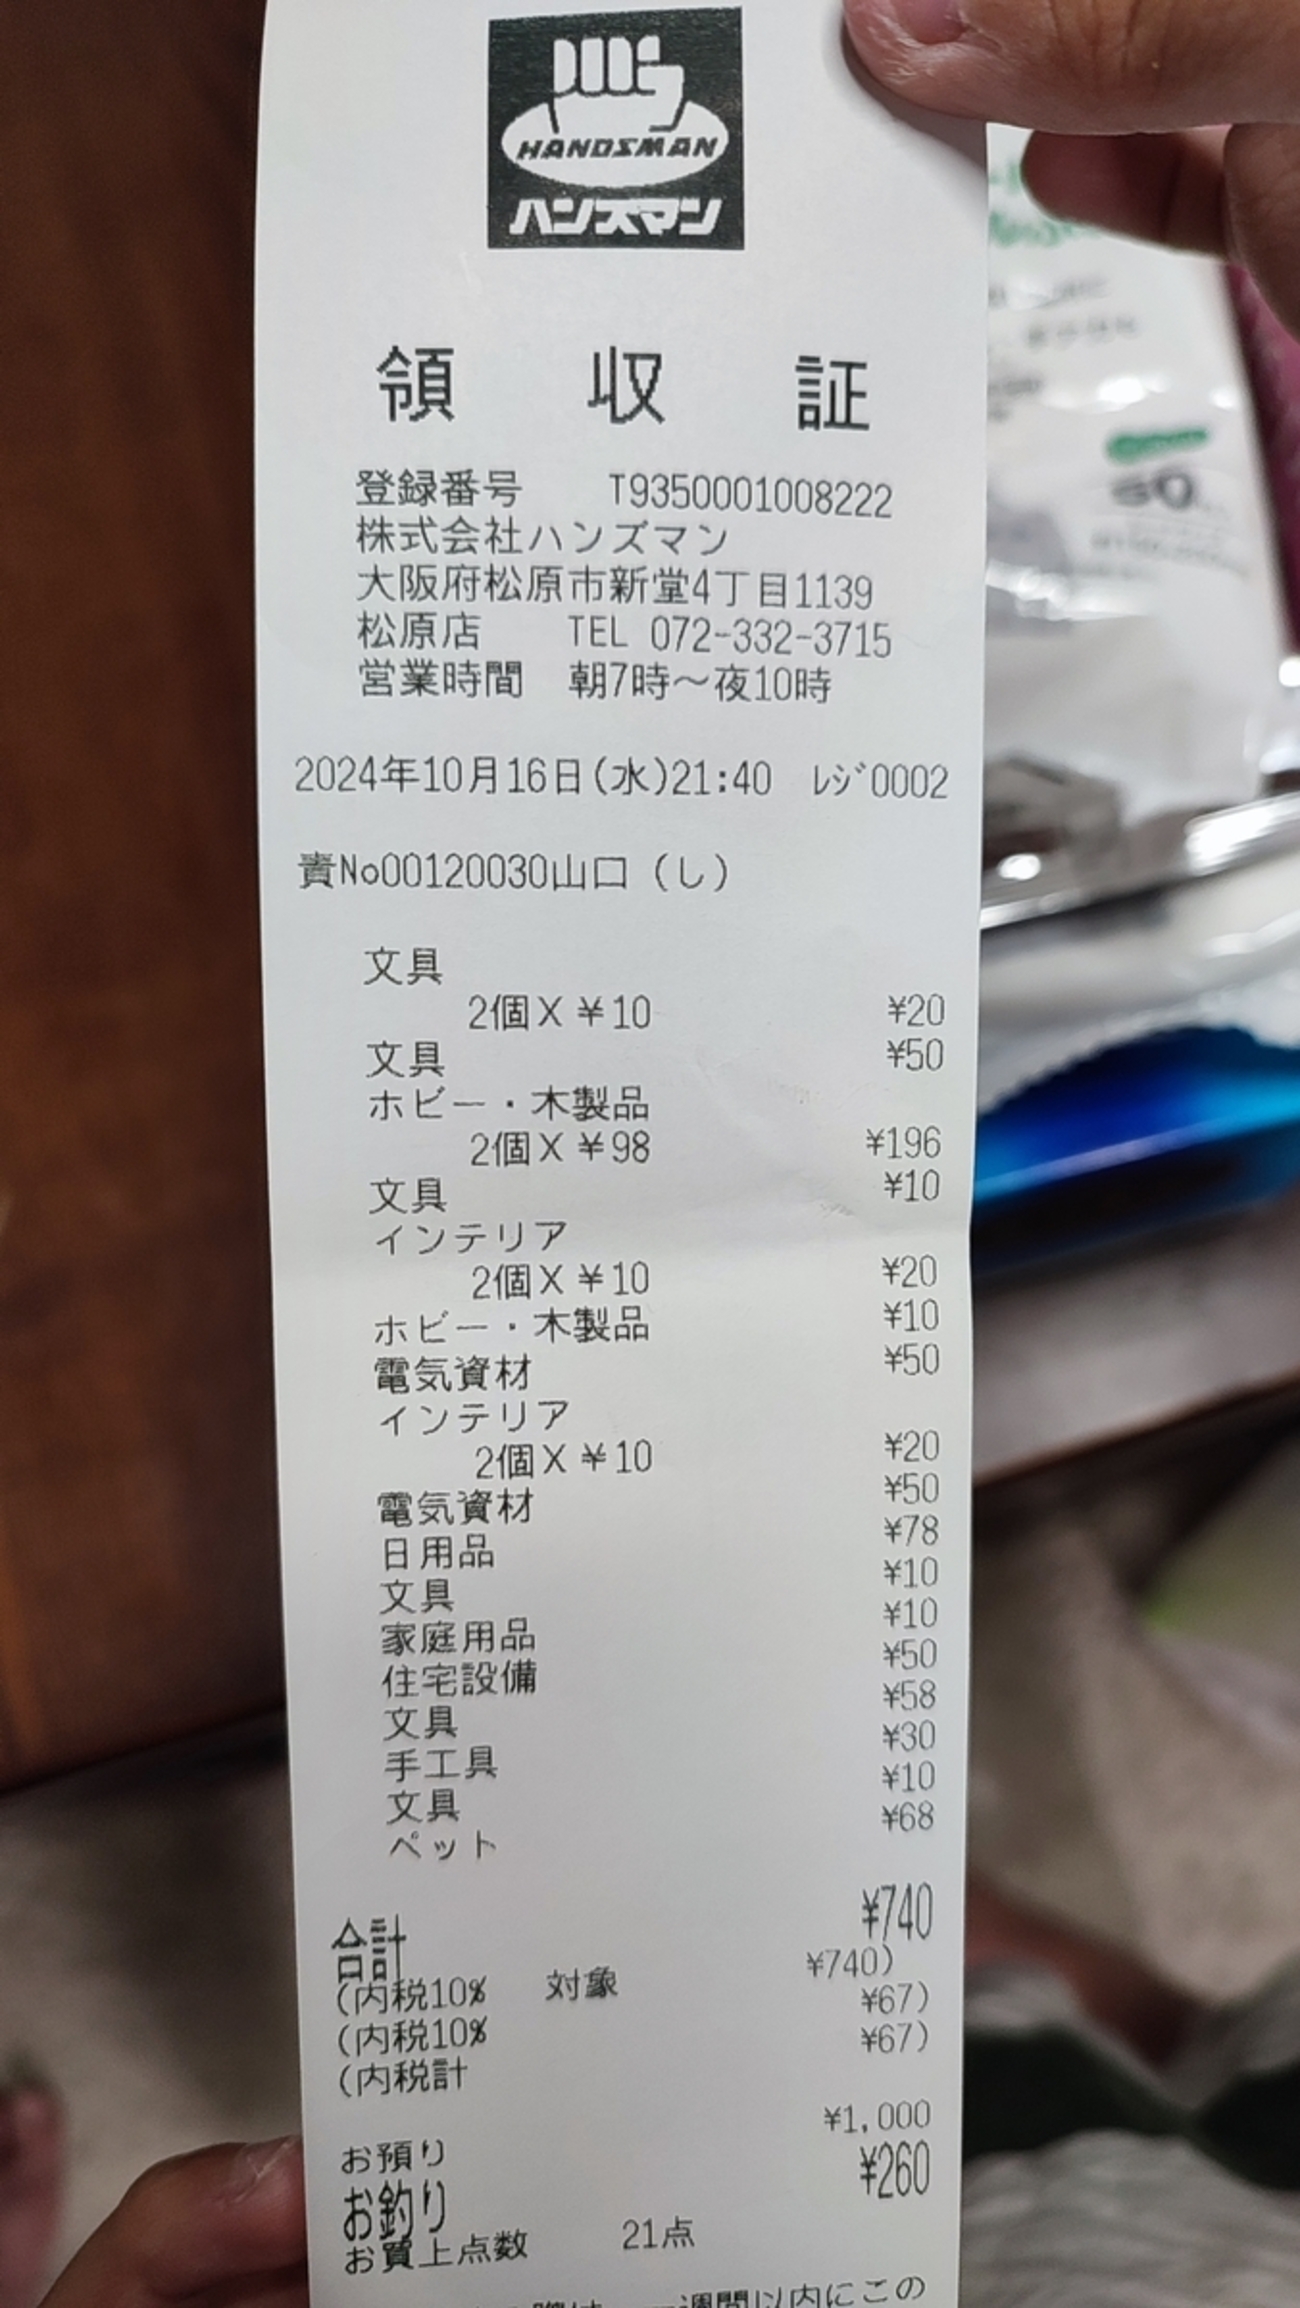 HANDSMAN
ハンズマン
領 収 証
登録番号 T9350001008222
株式会社ハンズマン
大阪府松原市新堂4丁目1139
松原店 TEL 072-332-3715
営業時間 朝7時～夜10時
2024年10月16日(水)21:40 ﾚｼﾞ0002
責No00120030山口(し)
文具
2個X¥10 ¥20
文具 ¥50
ホビー・木製品
2個X¥98 ¥196
文具 ¥10
インテリア
2個X¥10 ¥20
ホビー・木製品 ¥10
電気資材 ¥50
インテリア
2個X¥10 ¥20
電気資材 ¥50
日用品 ¥78
文具 ¥10
家庭用品 ¥10
住宅設備 ¥50
文具 ¥58
手工具 ¥30
文具 ¥10
ペット ¥68
合計 ¥740
(内税10% 対象 ¥740)
(内税10% ¥67)
(内税計 ¥67)
お預り ¥1,000
お釣り ¥260
お買上点数 21点
一週間以内にこの